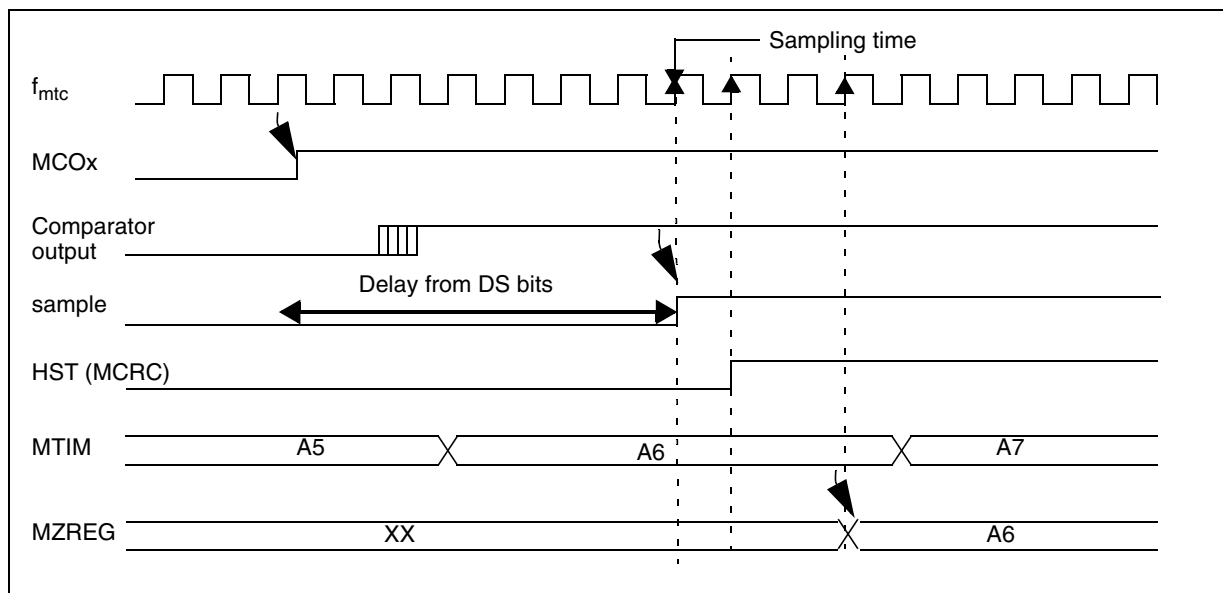 Sampling time
fmtc
MCOx
Comparator
output
Delay from DS bits
sample
HST (MCRC)
MTIM
A5
A6
A7
MZREG
XX
A6